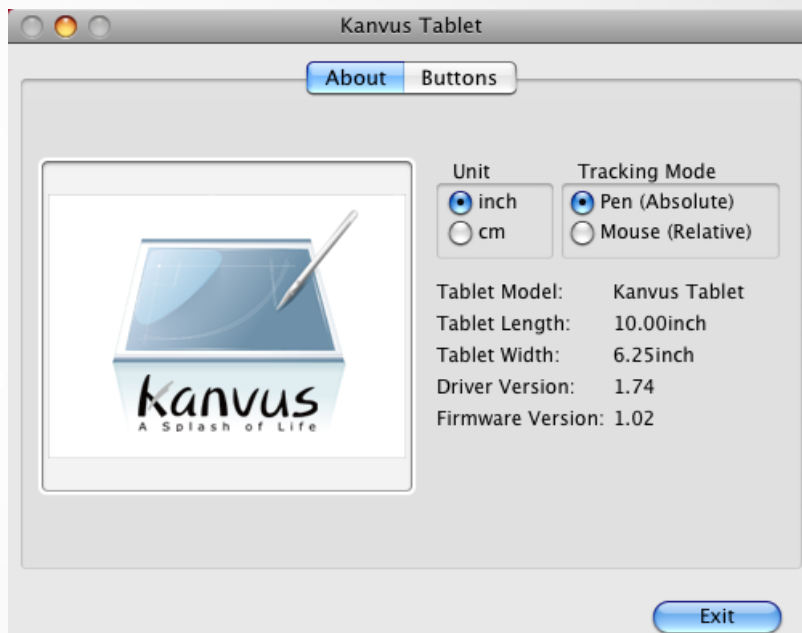 Kanvus Tablet
About Buttons
Unit Tracking Mode
inch Pen (Absolute)
cm Mouse (Relative)
Tablet Model: Kanvus Tablet
Tablet Length: 10.00inch
Tablet Width: 6.25inch
Driver Version: 1.74
Firmware Version: 1.02
kanvus
A Splash of Life
Exit